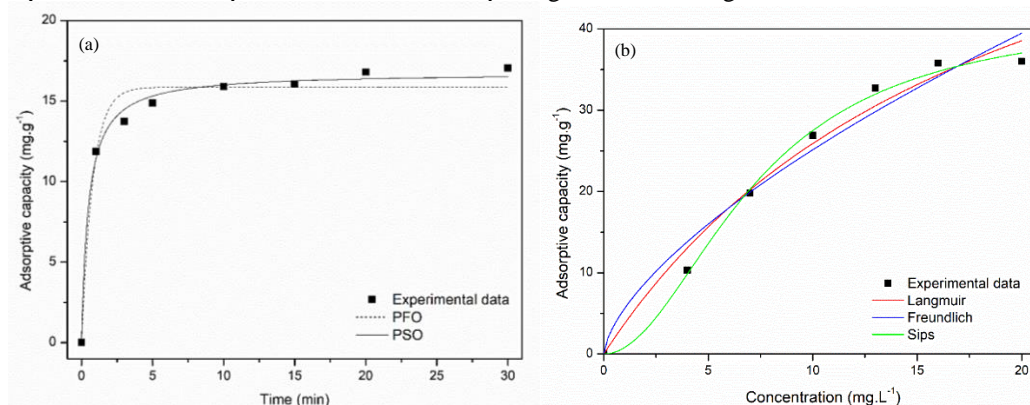 (a)
20
15
10
5
0
Adsorptive capacity (mg.g⁻¹)
Experimental data
PFO
PSO
0 5 10 15 20 25 30
Time (min)
(b)
40
30
20
10
0
Adsorptive capacity (mg.g⁻¹)
Experimental data
Langmuir
Freundlich
Sips
0 5 10 15 20
Concentration (mg.L⁻¹)